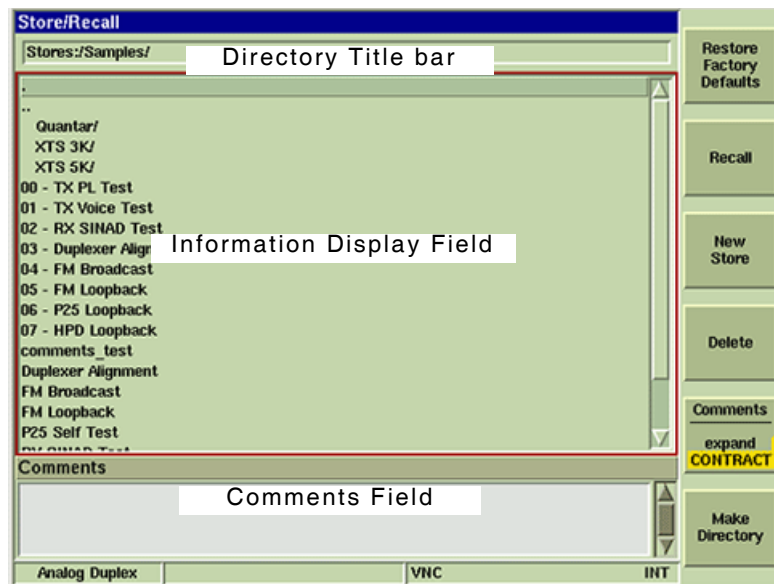 Store/Recall
Stores:/Samples/
Directory Title bar
.
..
Quantar/
XTS 3K/
XTS 5K/
00 - TX PL Test
01 - TX Voice Test
02 - RX SINAD Test
03 - Duplexer Align
Information Display Field
04 - FM Broadcast
05 - FM Loopback
06 - P25 Loopback
07 - HPD Loopback
comments_test
Duplexer Alignment
FM Broadcast
FM Loopback
P25 Self Test
RX SINAD Test
Comments
Comments Field
Analog Duplex
VNC
INT
Restore
Factory
Defaults
Recall
New
Store
Delete
Comments
expand
CONTRACT
Make
Directory